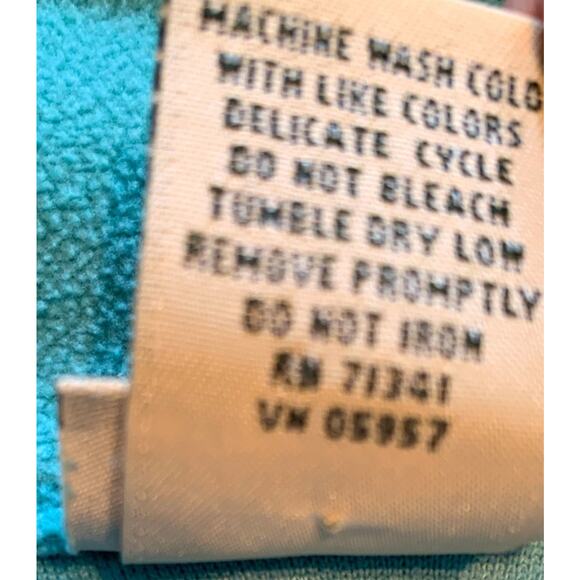 MACHINE WASH COLD
WITH LIKE COLORS
DELICATE CYCLE
DO NOT BLEACH
TUMBLE DRY LOW
REMOVE PROMPTLY
DO NOT IRON
RN 71341
VN 05957